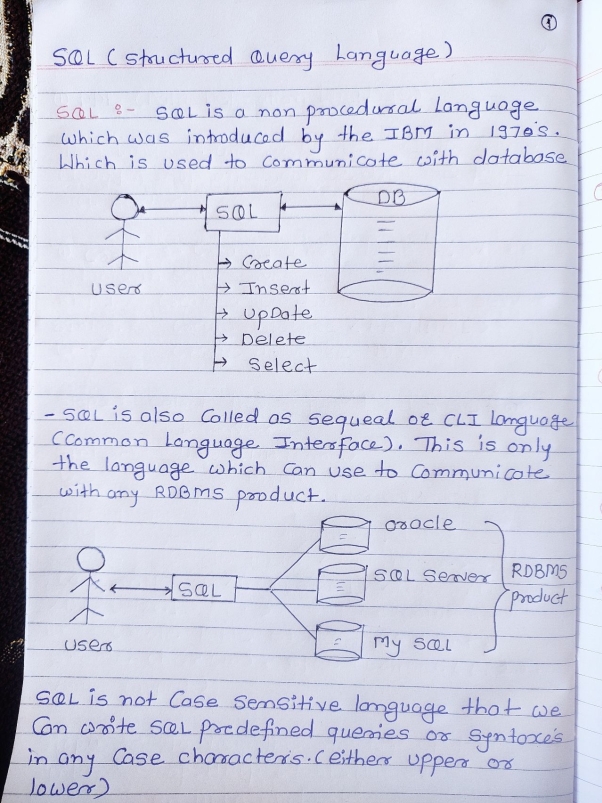 1
SQL (Structured Query Language)
SQL :- SQL is a non procedural language
which was introduced by the IBM in 1970's.
Which is used to communicate with database
User
SQL
DB
→ Create
→ Insert
→ UpDate
→ Delete
→ Select
- SQL is also Called as sequeal or CLI language
(Common Language Interface). This is only
the language which Can use to Communicate
with any RDBMS product.
User
SQL
oracle
SQL Server
My SQL
RDBMS
product
SQL is not Case sensitive language that we
Can write SQL predefined queries or Syntaxe's
in any Case characters. (either upper or
lower)